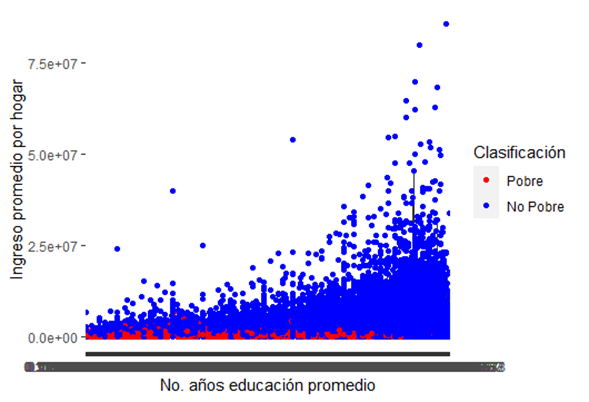 Ingreso promedio por hogar
7.5e+07
5.0e+07
2.5e+07
0.0e+00
No. años educación promedio
Clasificación
Pobre
No Pobre